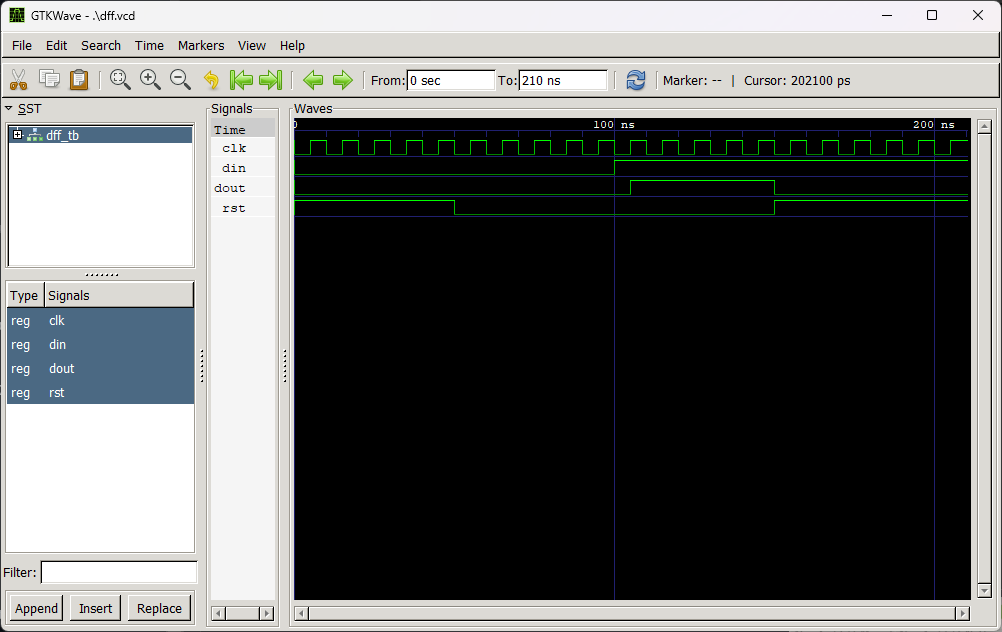 GTKWave - .\dff.vcd
File Edit Search Time Markers View Help
From: 0 sec To: 210 ns Marker: -- | Cursor: 202100 ps
SST
dff_tb
Type Signals
reg clk
reg din
reg dout
reg rst
Filter:
Append Insert Replace
Signals
Time
clk
din
dout
rst
Waves
0 100 ns 200 ns